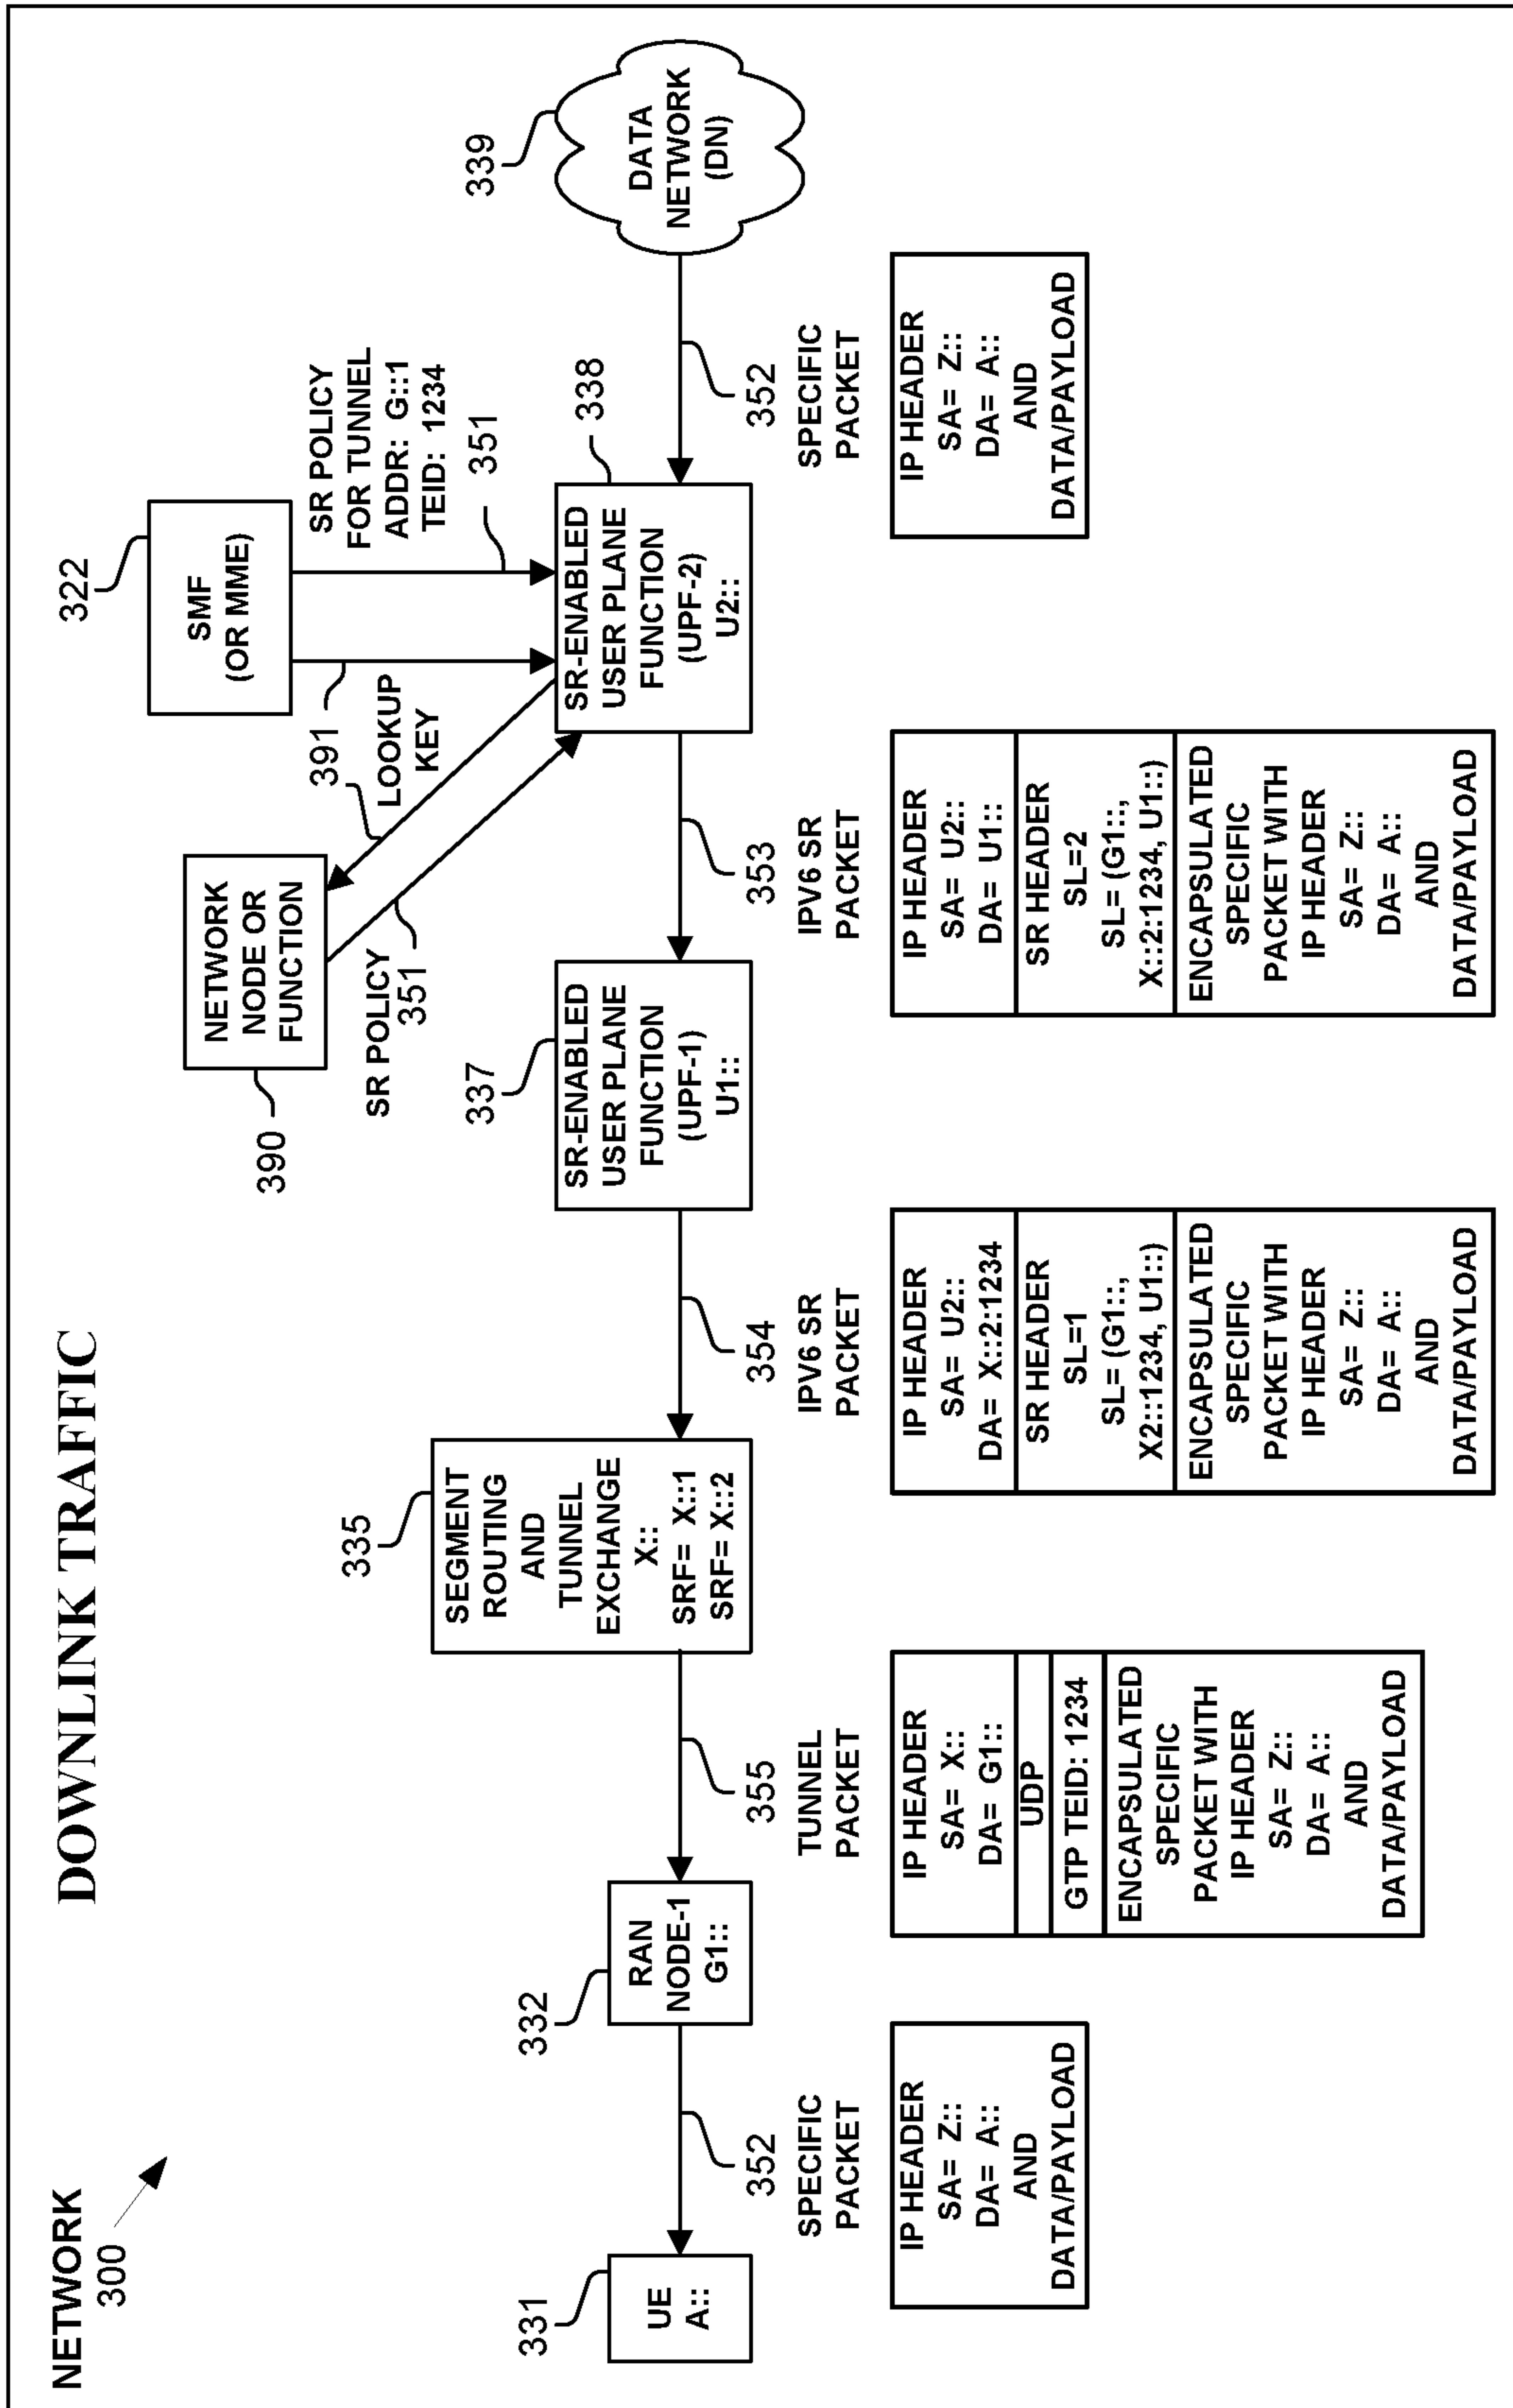 DOWNLINK TRAFFIC
NETWORK
300
322
SMF
(OR MME)
SR POLICY
FOR TUNNEL
ADDR: G::1
TEID: 1234
351
391
LOOKUP
KEY
NETWORK
NODE OR
FUNCTION
390
SR POLICY
351
331
UE
A::
332
RAN
NODE-1
G1::
335
SEGMENT
ROUTING
AND
TUNNEL
EXCHANGE
X::
SRF= X::1
SRF= X::2
337
SR-ENABLED
USER PLANE
FUNCTION
(UPF-1)
U1::
338
SR-ENABLED
USER PLANE
FUNCTION
(UPF-2)
U2::
339
DATA
NETWORK
(DN)
352
SPECIFIC
PACKET
IP HEADER
SA= Z::
DA= A::
AND
DATA/PAYLOAD
355
TUNNEL
PACKET
IP HEADER
SA= X::
DA= G1::
UDP
GTP TEID: 1234
ENCAPSULATED
SPECIFIC
PACKET WITH
IP HEADER
SA= Z::
DA= A::
AND
DATA/PAYLOAD
354
IPV6 SR
PACKET
IP HEADER
SA= U2::
DA= X::2:1234
SR HEADER
SL=1
SL= (G1::,
X2::1234, U1::)
ENCAPSULATED
SPECIFIC
PACKET WITH
IP HEADER
SA= Z::
DA= A::
AND
DATA/PAYLOAD
353
IPV6 SR
PACKET
IP HEADER
SA= U2::
DA= U1::
SR HEADER
SL=2
SL= (G1::,
X::2:1234, U1::)
ENCAPSULATED
SPECIFIC
PACKET WITH
IP HEADER
SA= Z::
DA= A::
AND
DATA/PAYLOAD
352
SPECIFIC
PACKET
IP HEADER
SA= Z::
DA= A::
AND
DATA/PAYLOAD